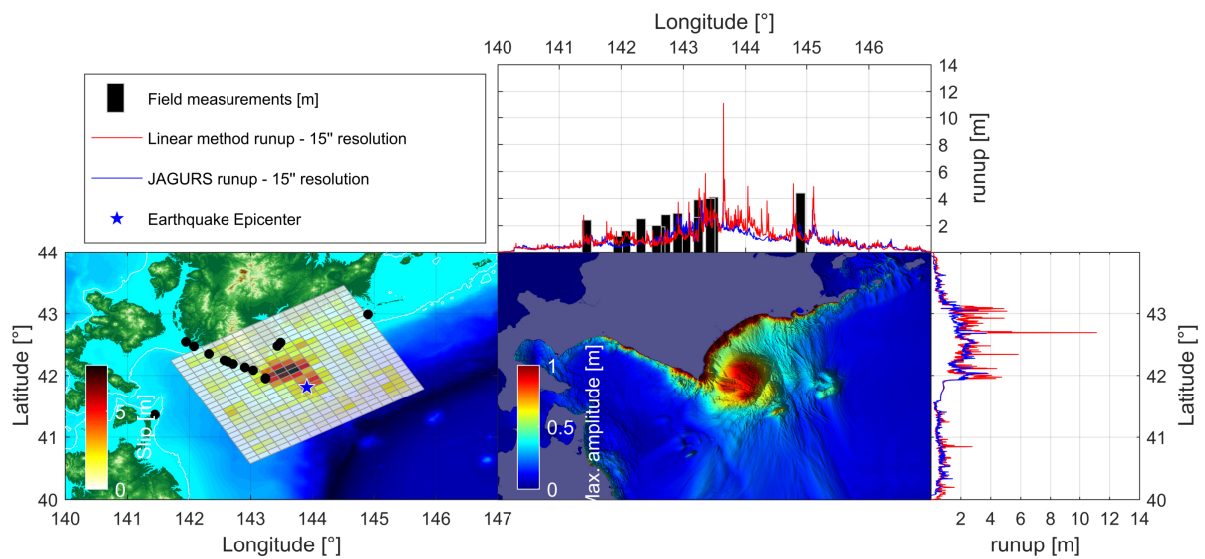 Longitude [°]
140 141 142 143 144 145 146
14
12
10
8
6
4
2
runup [m]
Field measurements [m]
Linear method runup - 15" resolution
JAGURS runup - 15" resolution
Earthquake Epicenter
44
43
42
41
40
Latitude [°]
5
0
Slip [m]
140 141 142 143 144 145 146 147
Longitude [°]
1
0.5
0
Max. amplitude [m]
43
42
41
40
Latitude [°]
2 4 6 8 10 12 14
runup [m]